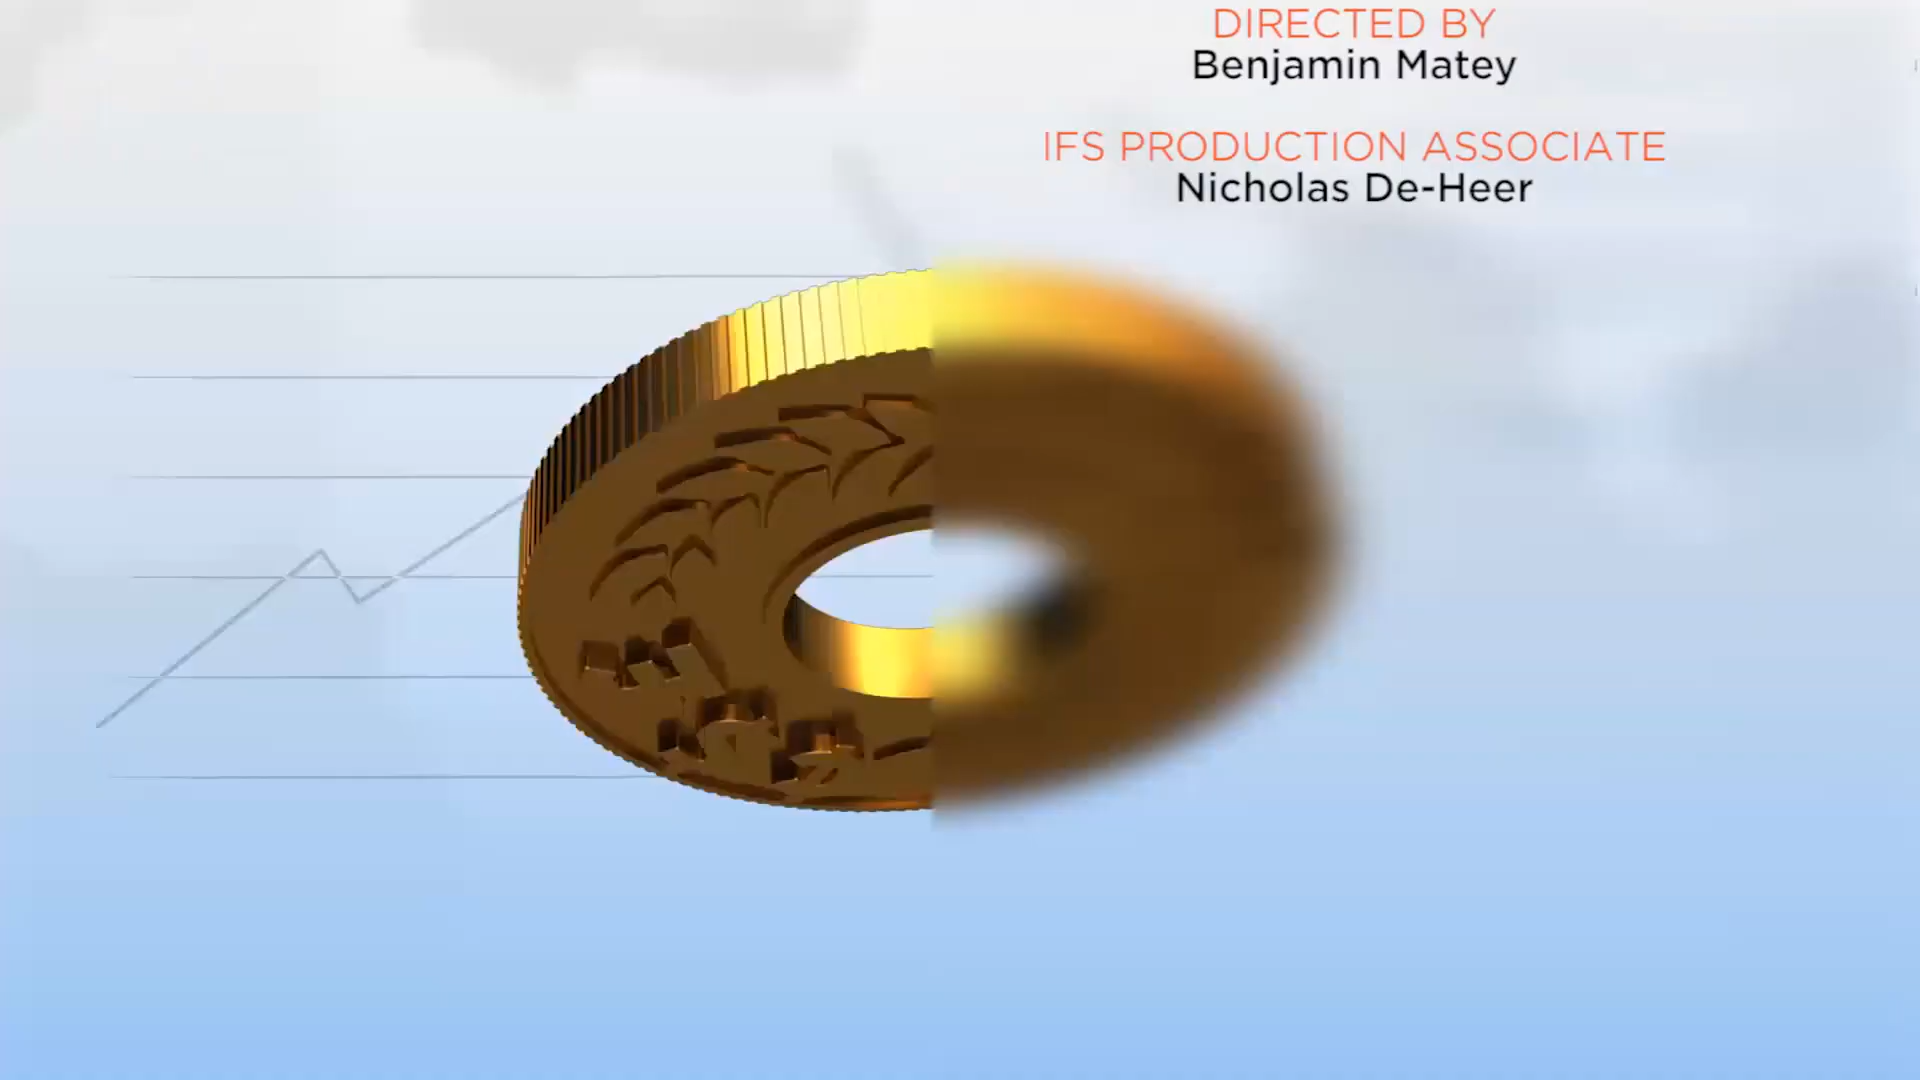 DIRECTED BY
Benjamin Matey
IFS PRODUCTION ASSOCIATE
Nicholas De-Heer